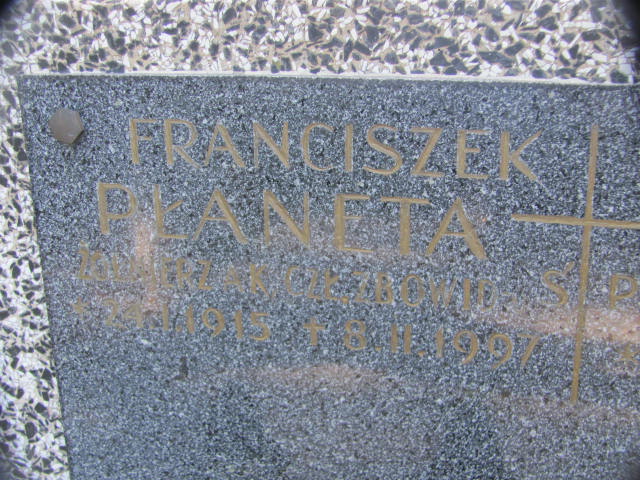 FRANCISZEK
PŁANETA
ŻOŁNIERZ AK, CZŁ. ZBOWID
* 24.I.1915 † 8.II.1997
Ś P